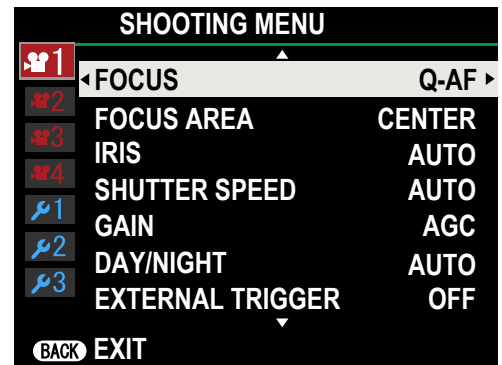 SHOOTING MENU
1
FOCUS Q-AF
2
FOCUS AREA CENTER
3
IRIS AUTO
4
SHUTTER SPEED AUTO
1
GAIN AGC
2
DAY/NIGHT AUTO
3
EXTERNAL TRIGGER OFF
BACK EXIT